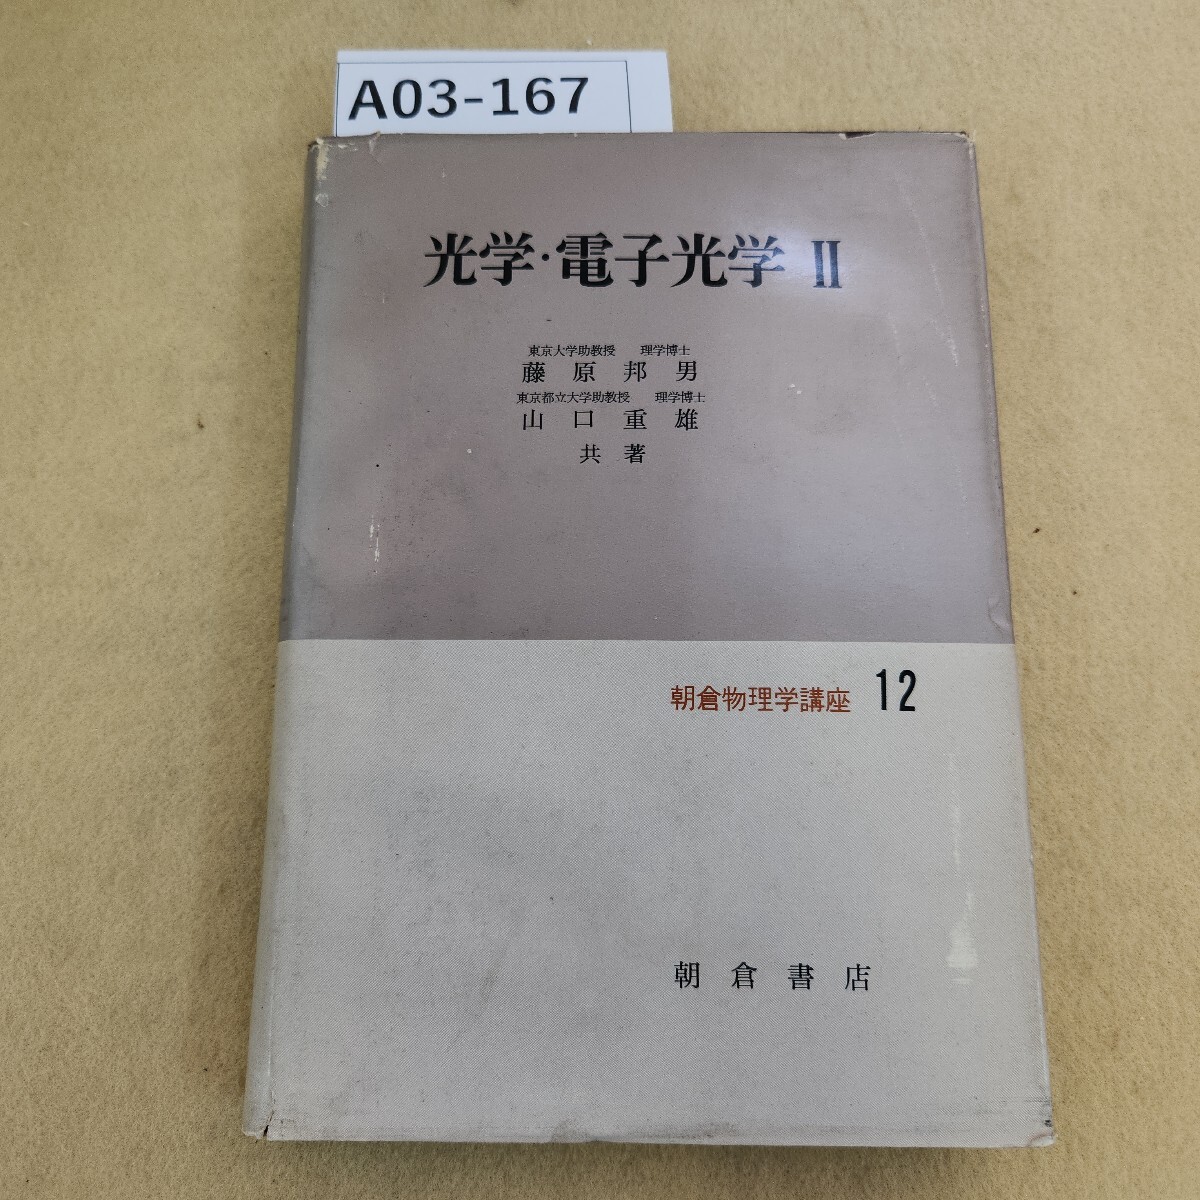 A03-167
光学·電子光学 II
東京大学助教授 理学博士
藤原邦男
東京都立大学助教授 理学博士
山口重雄
共著
朝倉物理学講座 12
朝倉書店